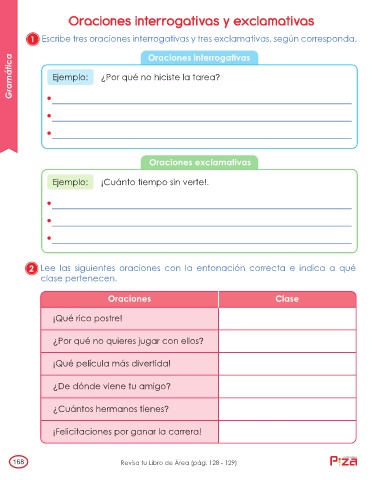 Oraciones interrogativas y exclamativas
1 Escribe tres oraciones interrogativas y tres exclamativas, según corresponda.
Gramática
Oraciones interrogativas
Ejemplo: ¿Por qué no hiciste la tarea?
Oraciones exclamativas
Ejemplo: ¡Cuánto tiempo sin verte!.
2 Lee las siguientes oraciones con la entonación correcta e indica a qué
clase pertenecen.
Oraciones Clase
¡Qué rico postre!
¿Por qué no quieres jugar con ellos?
¡Qué película más divertida!
¿De dónde viene tu amigo?
¿Cuántos hermanos tienes?
¡Felicitaciones por ganar la carrera!
168 Revisa tu Libro de Área (pág. 128 - 129)